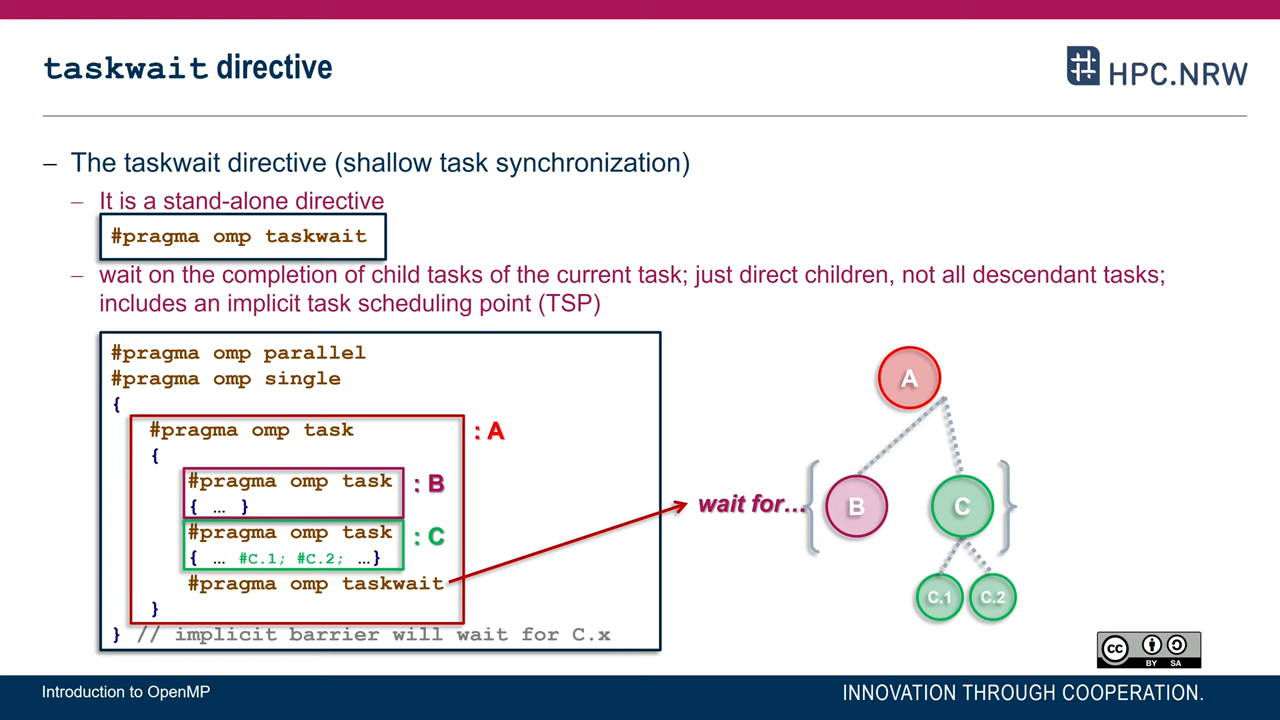 taskwait directive
HPC.NRW
– The taskwait directive (shallow task synchronization)
– It is a stand-alone directive
#pragma omp taskwait
– wait on the completion of child tasks of the current task; just direct children, not all descendant tasks;
includes an implicit task scheduling point (TSP)
#pragma omp parallel
#pragma omp single
{
#pragma omp task : A
{
#pragma omp task : B
{ … }
#pragma omp task : C
{ … #C.1; #C.2; …}
#pragma omp taskwait
}
} // implicit barrier will wait for C.x
wait for…
A
B
C
C.1
C.2
cc BY SA
Introduction to OpenMP
INNOVATION THROUGH COOPERATION.